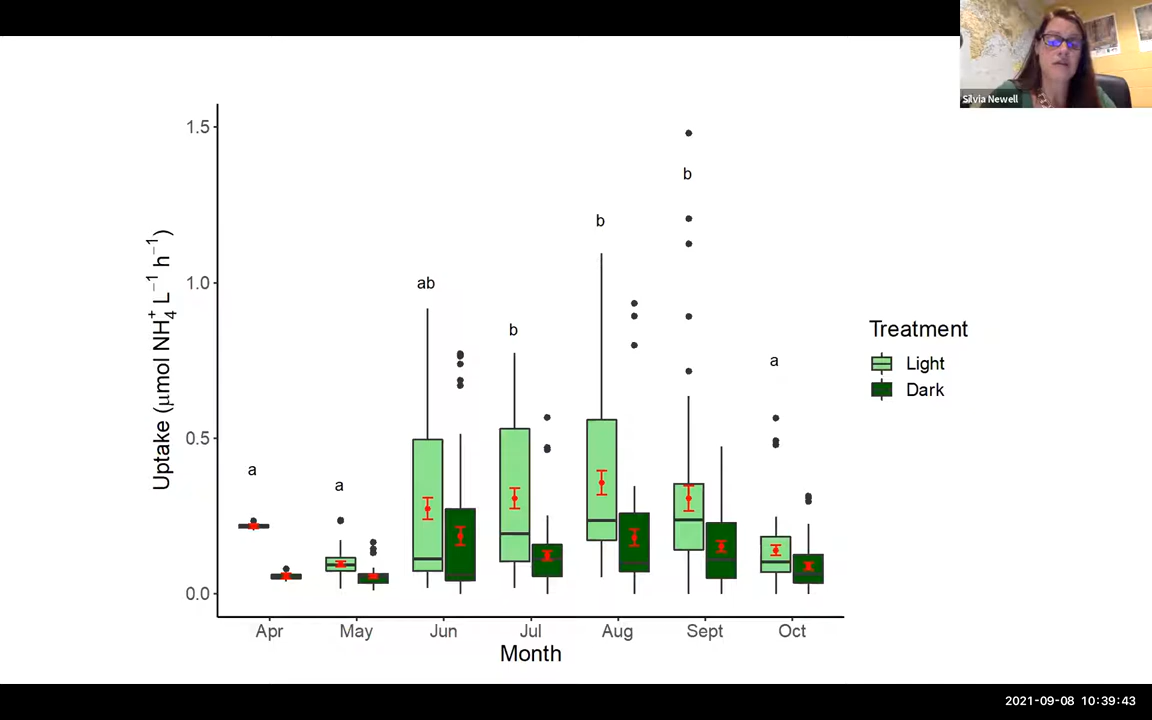 Silvia Newell
1.5
1.0
0.5
0.0
Uptake (μmol NH₄⁺ L⁻¹ h⁻¹)
a
a
ab
b
b
b
a
Apr May Jun Jul Aug Sept Oct
Month
Treatment
Light
Dark
2021-09-08 10:39:43